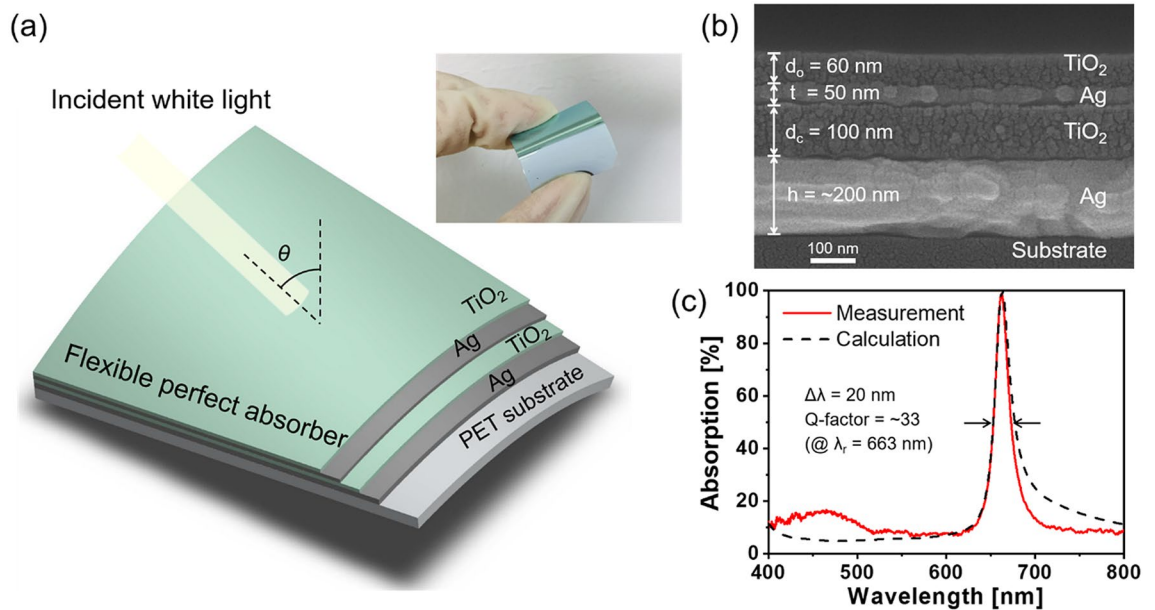 (a)
Incident white light
θ
TiO₂
Ag
TiO₂
Ag
PET substrate
Flexible perfect absorber
(b)
dₒ = 60 nm
TiO₂
t = 50 nm
Ag
d꜀ = 100 nm
TiO₂
h = ~200 nm
Ag
100 nm
Substrate
(c)
100
80
60
40
20
0
Absorption [%]
Measurement
Calculation
Δλ = 20 nm
Q-factor = ~33
(@ λᵣ = 663 nm)
400 500 600 700 800
Wavelength [nm]